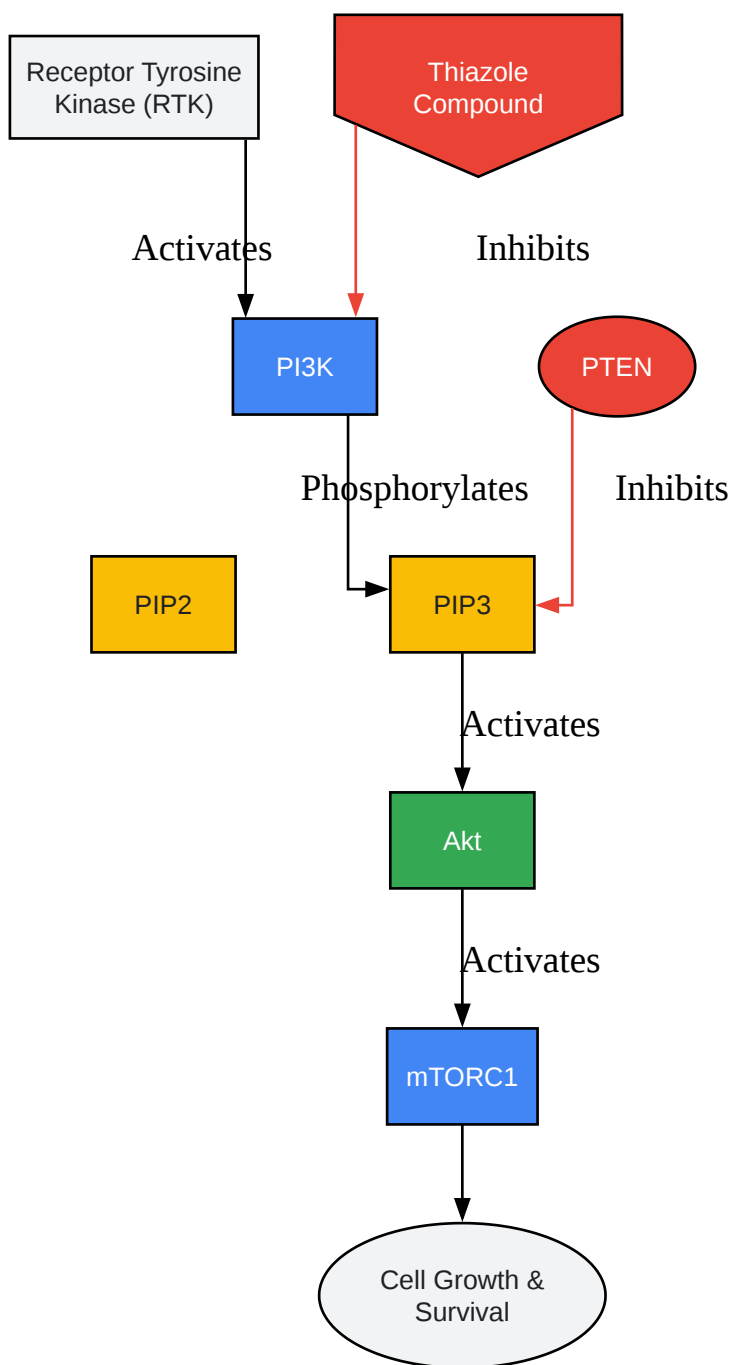 Receptor Tyrosine
Kinase (RTK)
Thiazole
Compound
Activates
Inhibits
PI3K
PTEN
Phosphorylates
Inhibits
PIP2
PIP3
Activates
Akt
Activates
mTORC1
Cell Growth &
Survival